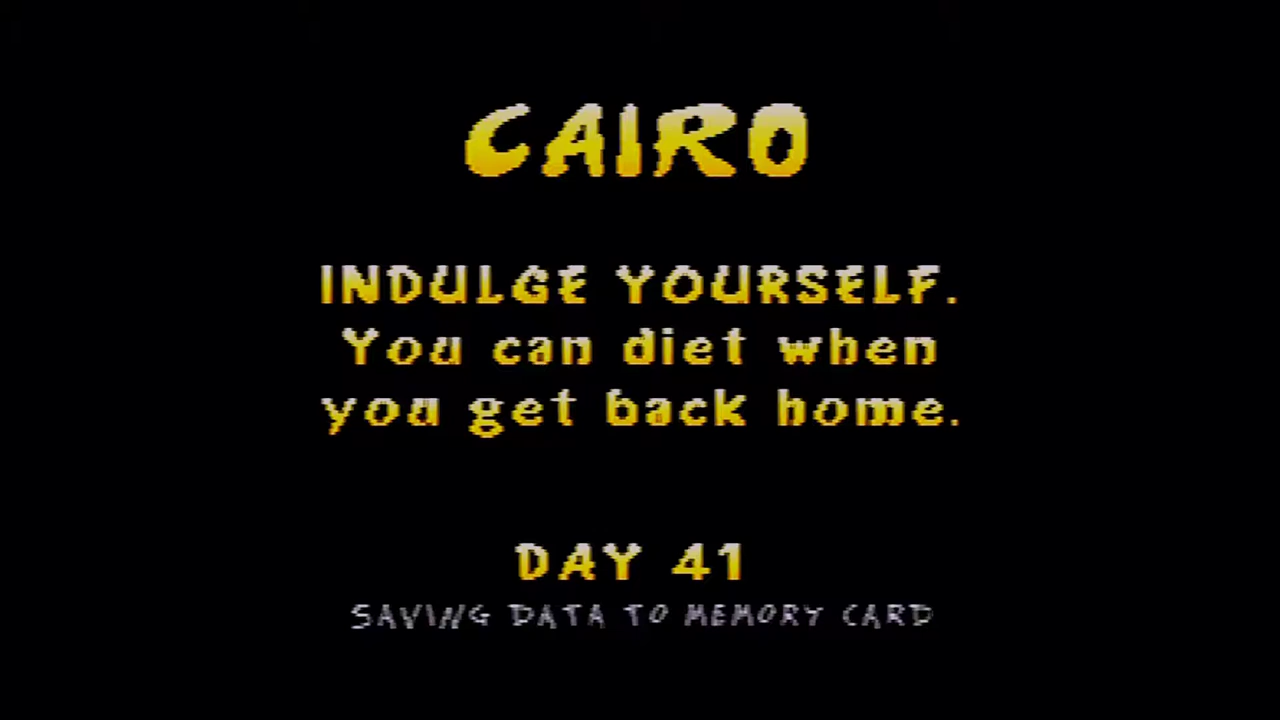 CAIRO
INDULGE YOURSELF.
You can diet when
you get back home.
DAY 41
SAVING DATA TO MEMORY CARD